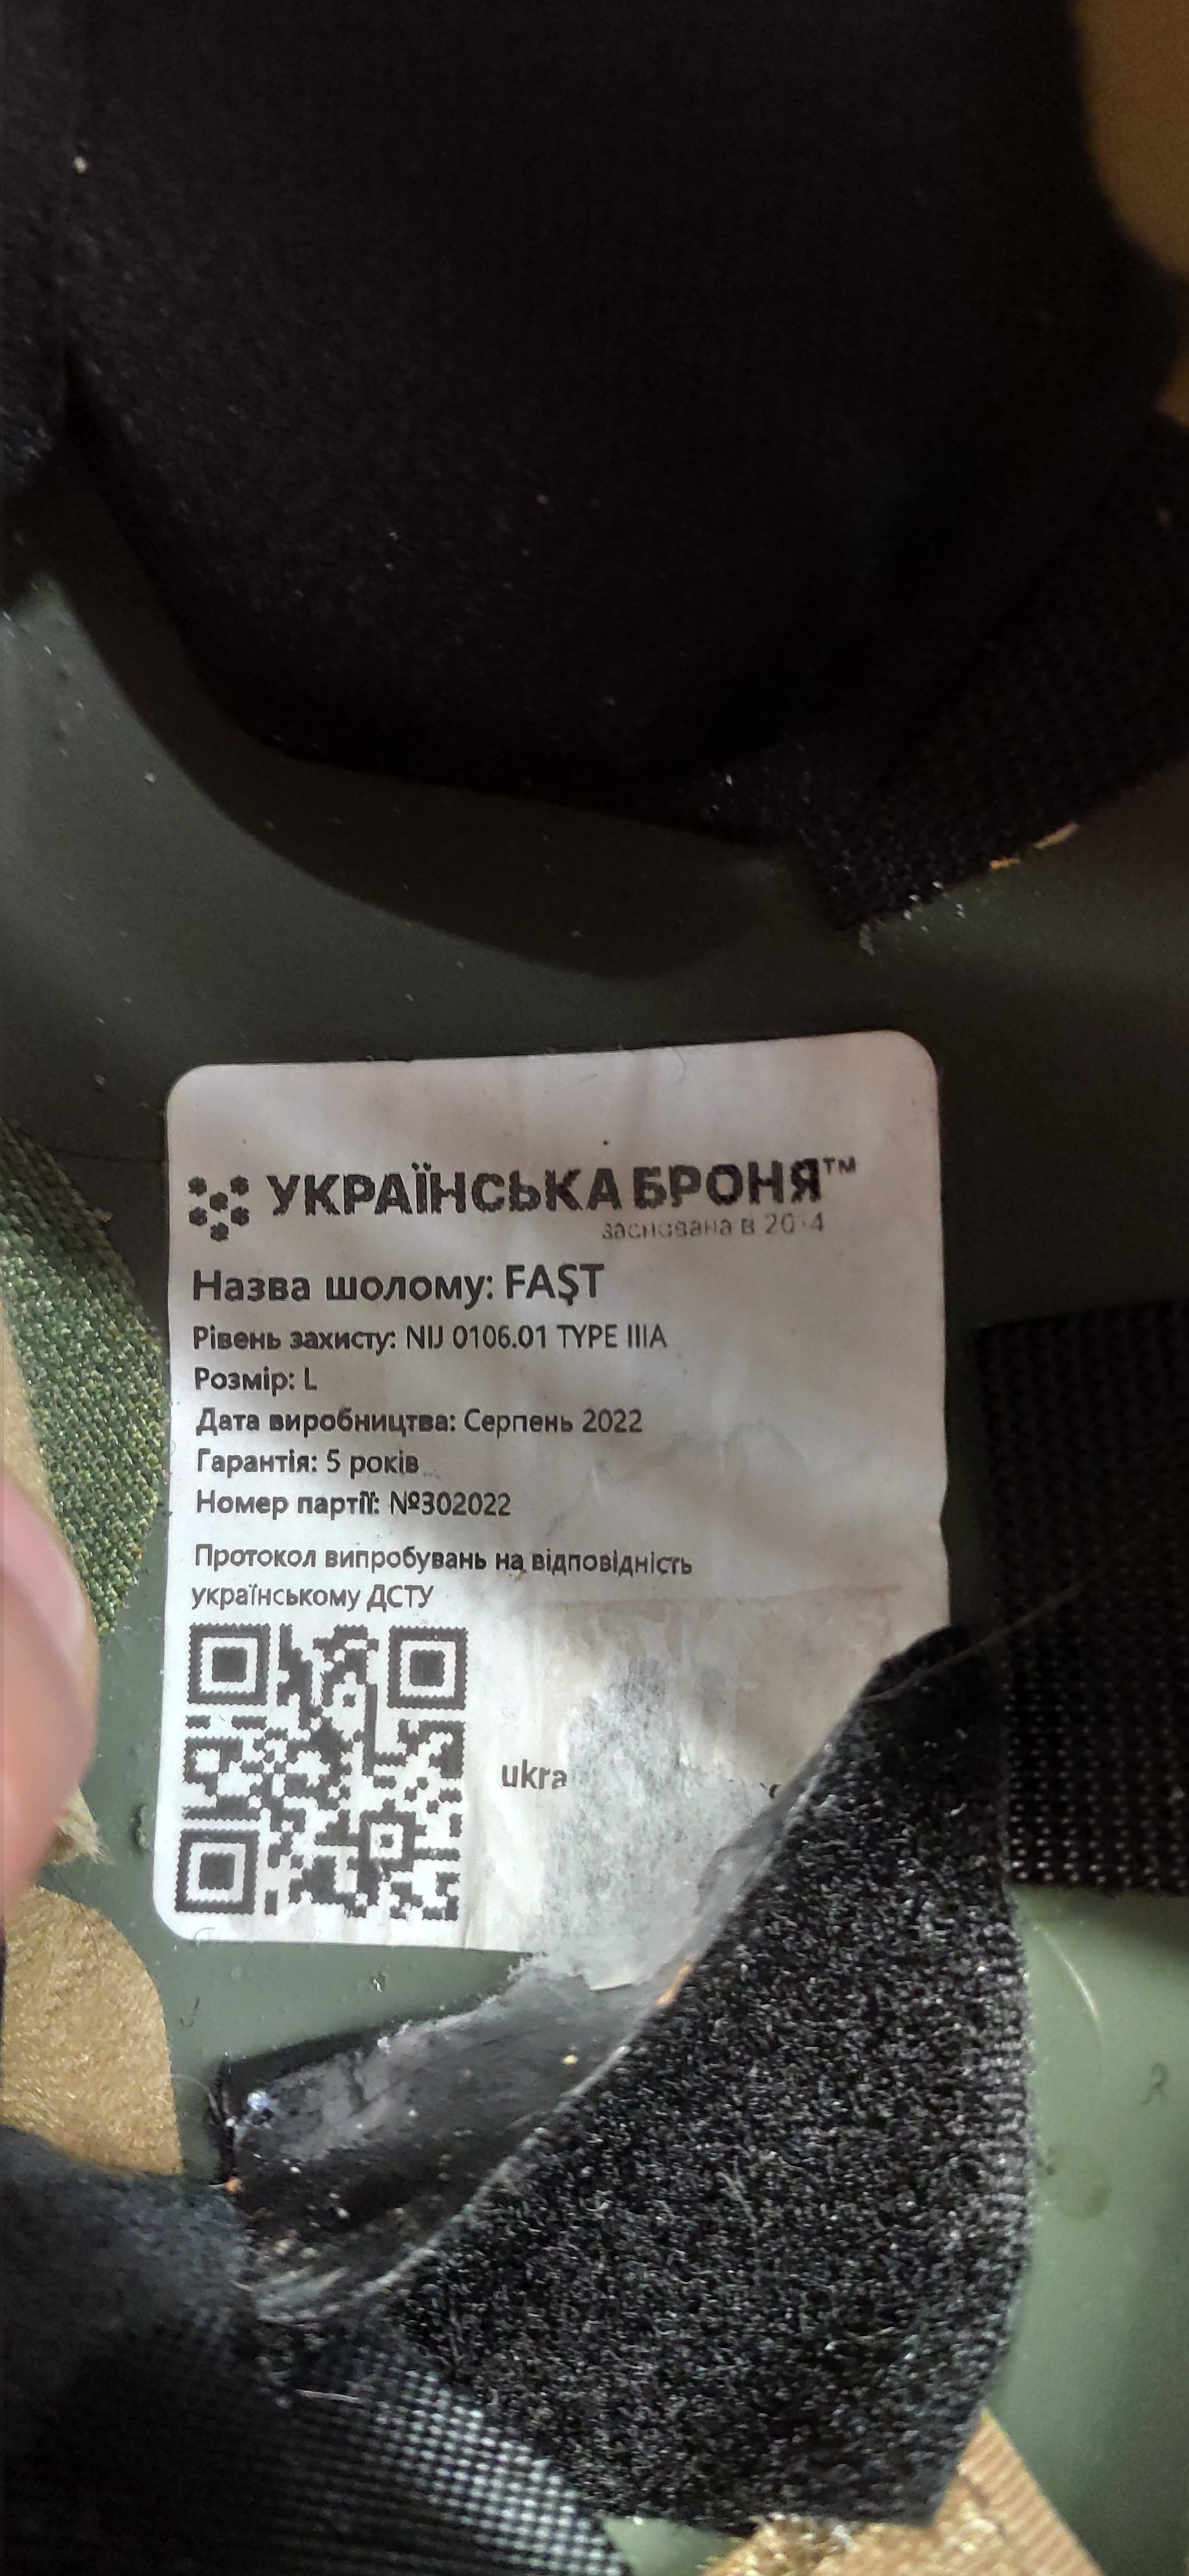 УКРАЇНСЬКА БРОНЯ™
заснована в 2014
Назва шолому: FAST
Рівень захисту: NIJ 0106.01 TYPE IIIA
Розмір: L
Дата виробництва: Серпень 2022
Гарантія: 5 років
Номер партії: №302022
Протокол випробувань на відповідність
українському ДСТУ
ukra